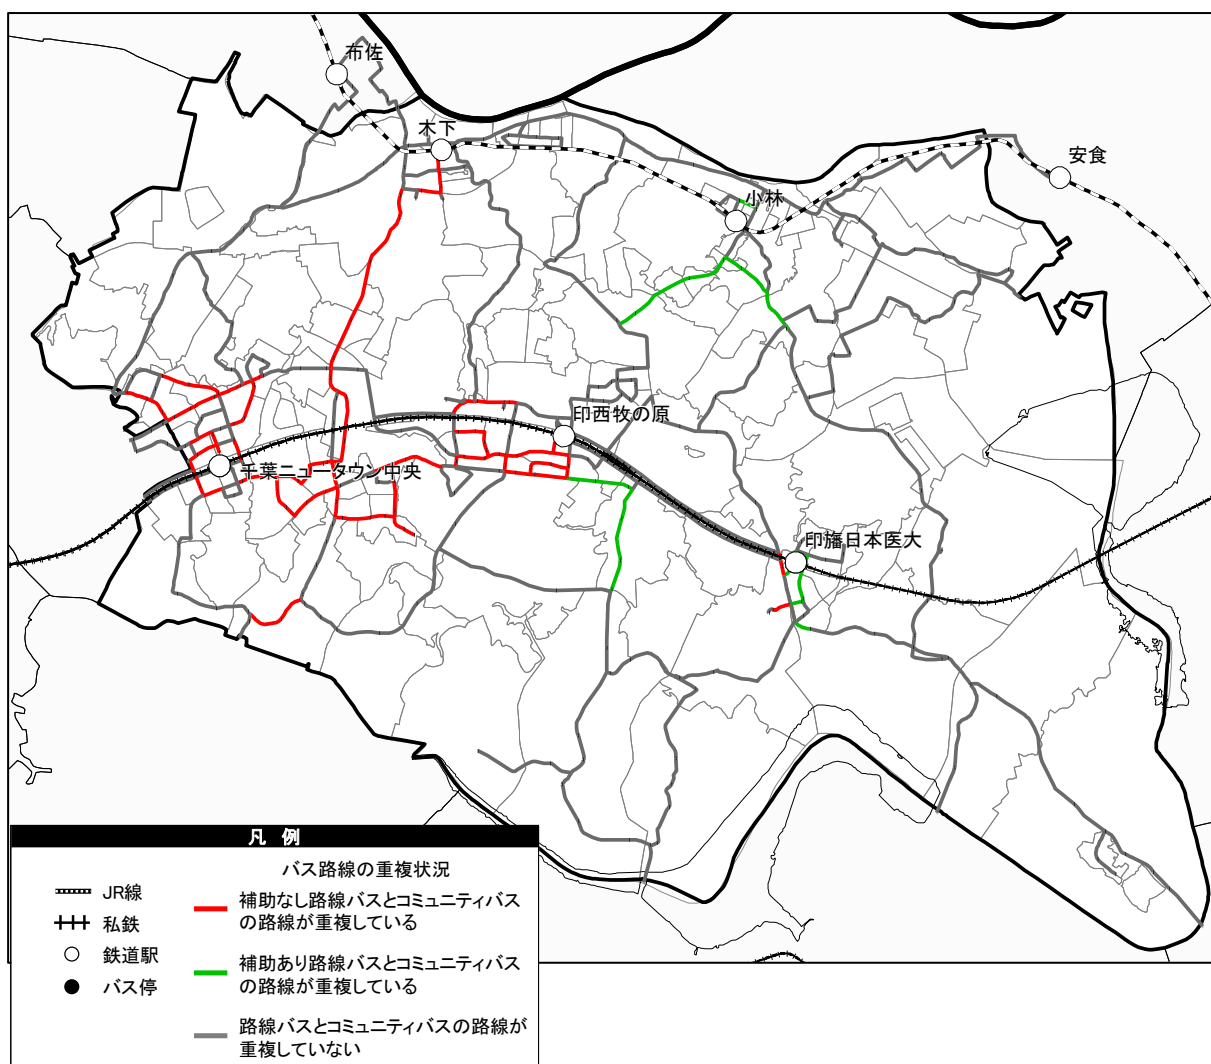 布佐
木下
安食
小林
印西牧の原
千葉ニュータウン中央
印旛日本医大
凡 例
バス路線の重複状況
JR線
私鉄
鉄道駅
バス停
補助なし路線バスとコミュニティバス
の路線が重複している
補助あり路線バスとコミュニティバス
の路線が重複している
路線バスとコミュニティバスの路線が
重複していない